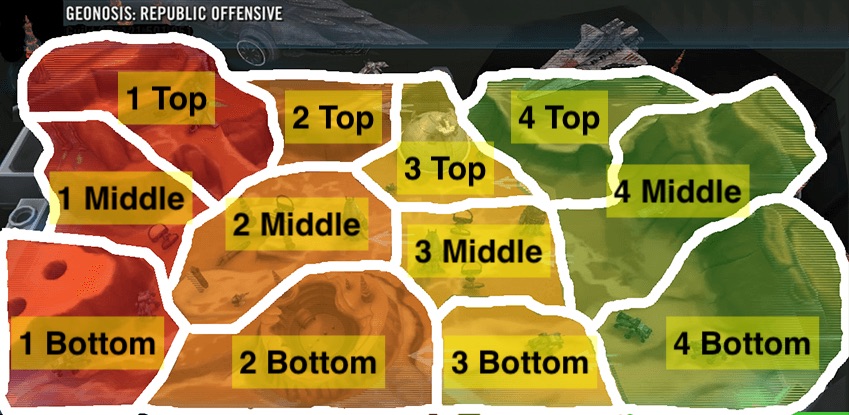 GEONOSIS: REPUBLIC OFFENSIVE
1 Top
2 Top
3 Top
4 Top
1 Middle
2 Middle
3 Middle
4 Middle
1 Bottom
2 Bottom
3 Bottom
4 Bottom